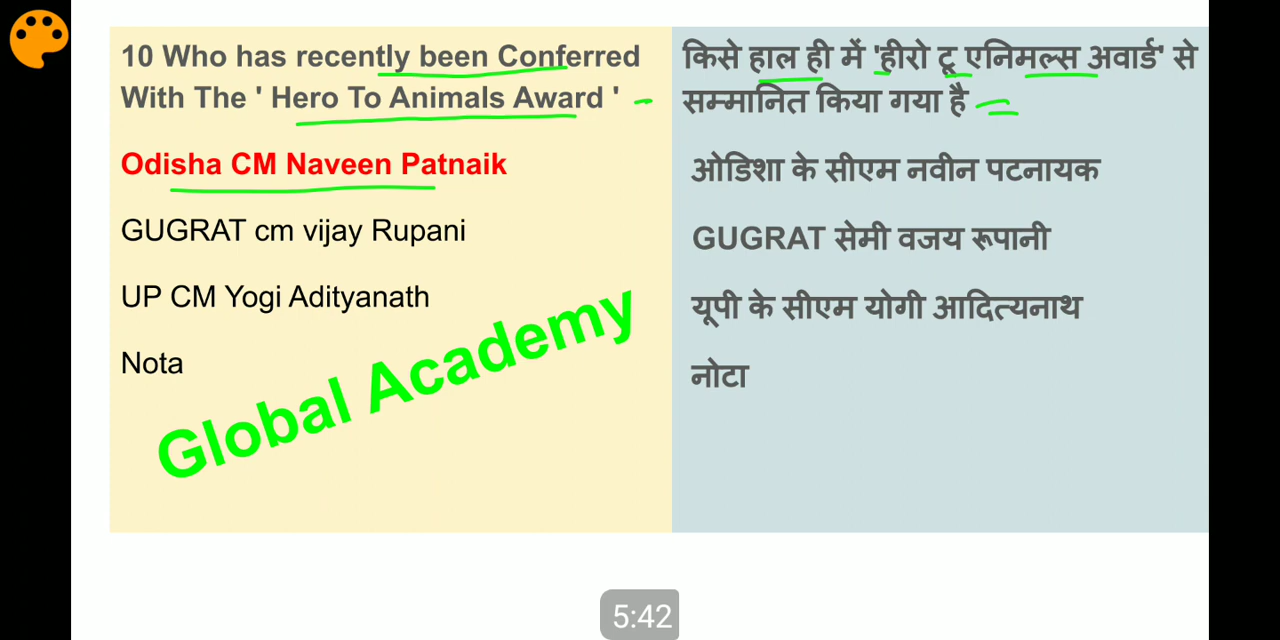 10 Who has recently been Conferred
With The ' Hero To Animals Award '
Odisha CM Naveen Patnaik
GUGRAT cm vijay Rupani
UP CM Yogi Adityanath
Nota
Global Academy
किसे हाल ही में 'हीरो टू एनिमल्स अवार्ड' से
सम्मानित किया गया है
ओडिशा के सीएम नवीन पटनायक
GUGRAT सेमी वजय रूपानी
यूपी के सीएम योगी आदित्यनाथ
नोटा
5:42